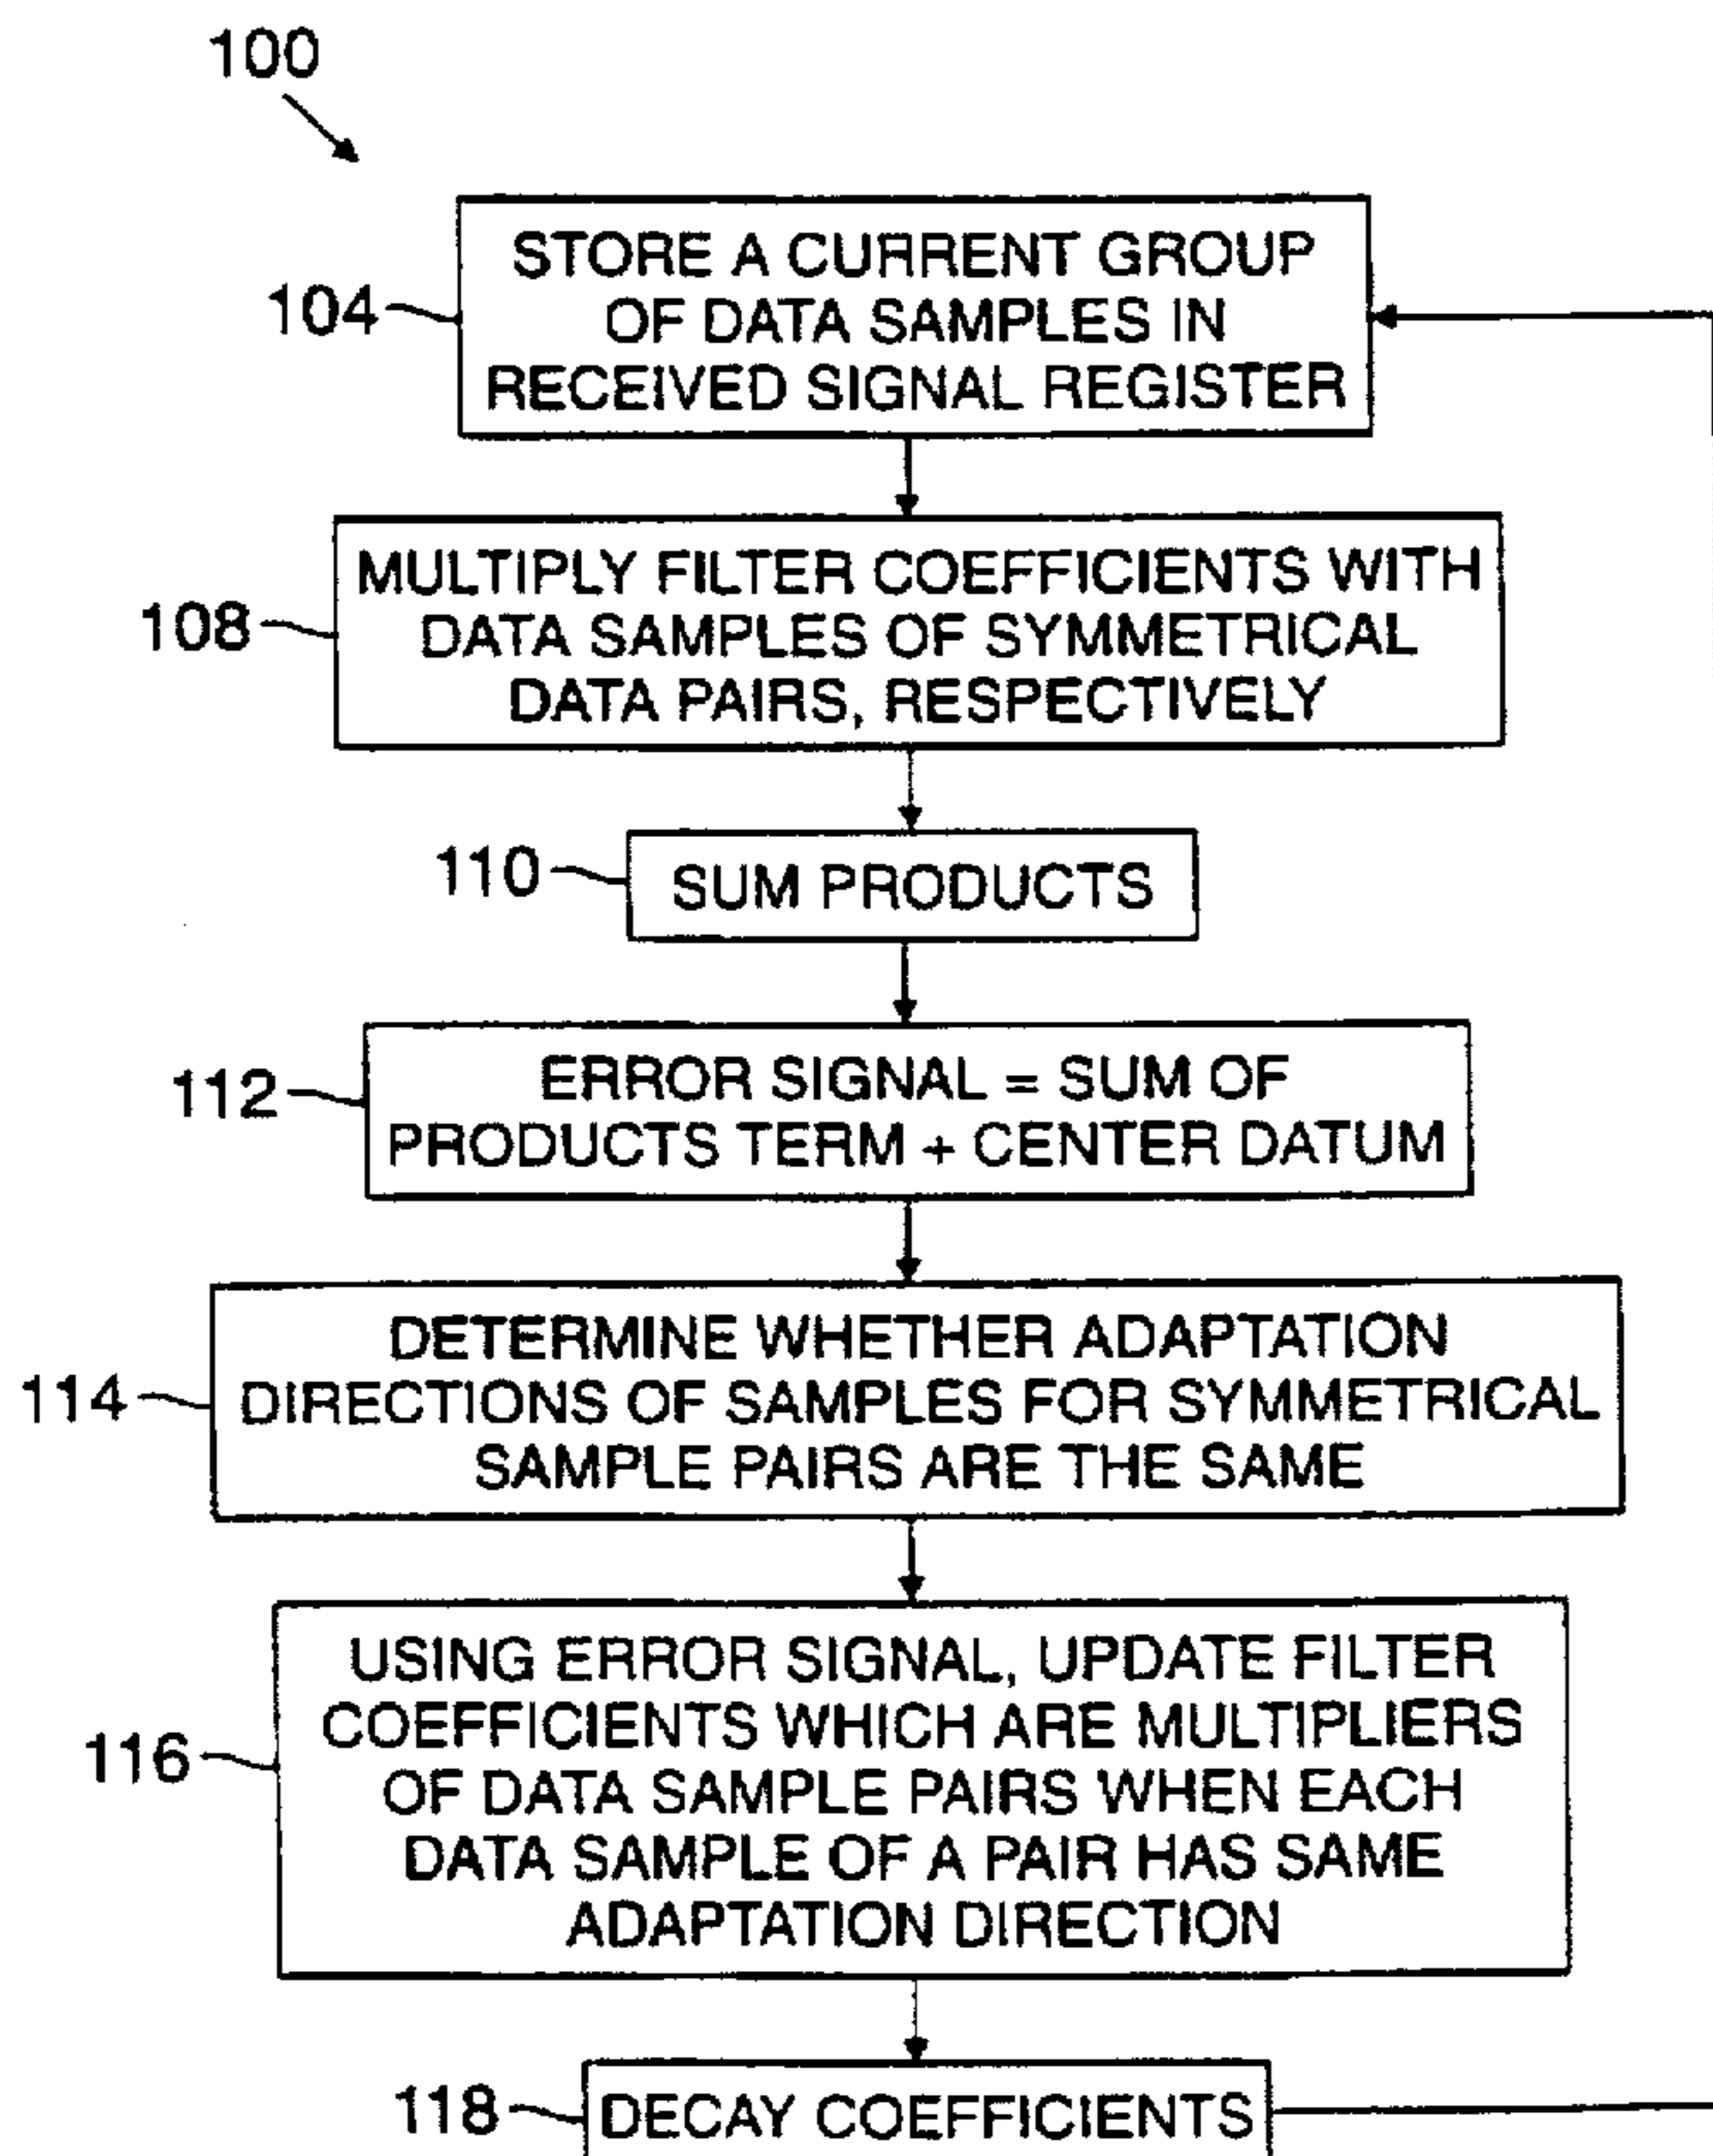 100
104
STORE A CURRENT GROUP
OF DATA SAMPLES IN
RECEIVED SIGNAL REGISTER
108
MULTIPLY FILTER COEFFICIENTS WITH
DATA SAMPLES OF SYMMETRICAL
DATA PAIRS, RESPECTIVELY
110
SUM PRODUCTS
112
ERROR SIGNAL = SUM OF
PRODUCTS TERM + CENTER DATUM
114
DETERMINE WHETHER ADAPTATION
DIRECTIONS OF SAMPLES FOR SYMMETRICAL
SAMPLE PAIRS ARE THE SAME
116
USING ERROR SIGNAL, UPDATE FILTER
COEFFICIENTS WHICH ARE MULTIPLIERS
OF DATA SAMPLE PAIRS WHEN EACH
DATA SAMPLE OF A PAIR HAS SAME
ADAPTATION DIRECTION
118
DECAY COEFFICIENTS